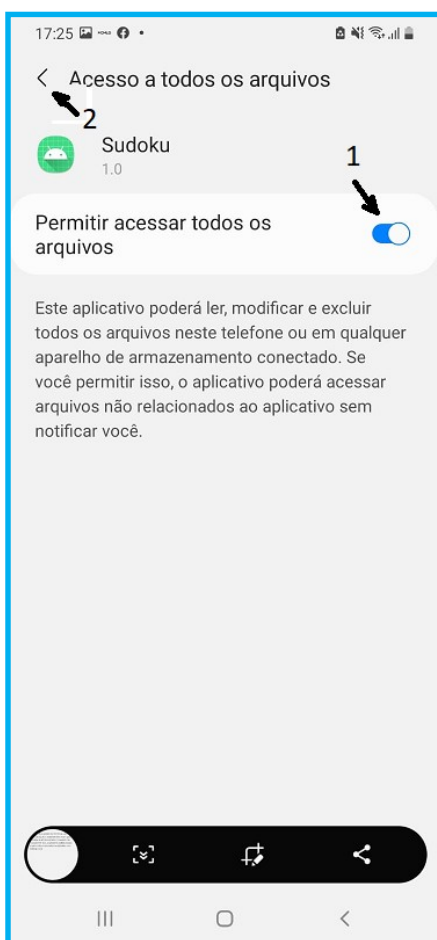 17:25
Acesso a todos os arquivos
2
Sudoku
1.0
1
Permitir acessar todos os
arquivos
Este aplicativo poderá ler, modificar e excluir
todos os arquivos neste telefone ou em qualquer
aparelho de armazenamento conectado. Se
você permitir isso, o aplicativo poderá acessar
arquivos não relacionados ao aplicativo sem
notificar você.